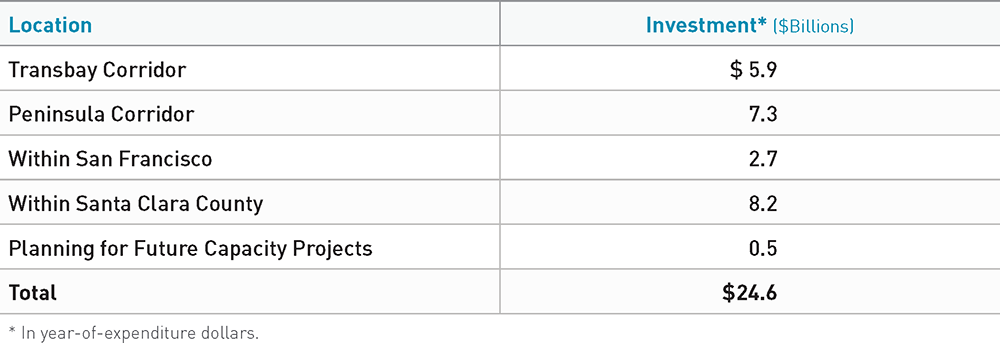 Location Investment* ($Billions)
Transbay Corridor $ 5.9
Peninsula Corridor 7.3
Within San Francisco 2.7
Within Santa Clara County 8.2
Planning for Future Capacity Projects 0.5
Total $24.6
* In year-of-expenditure dollars.